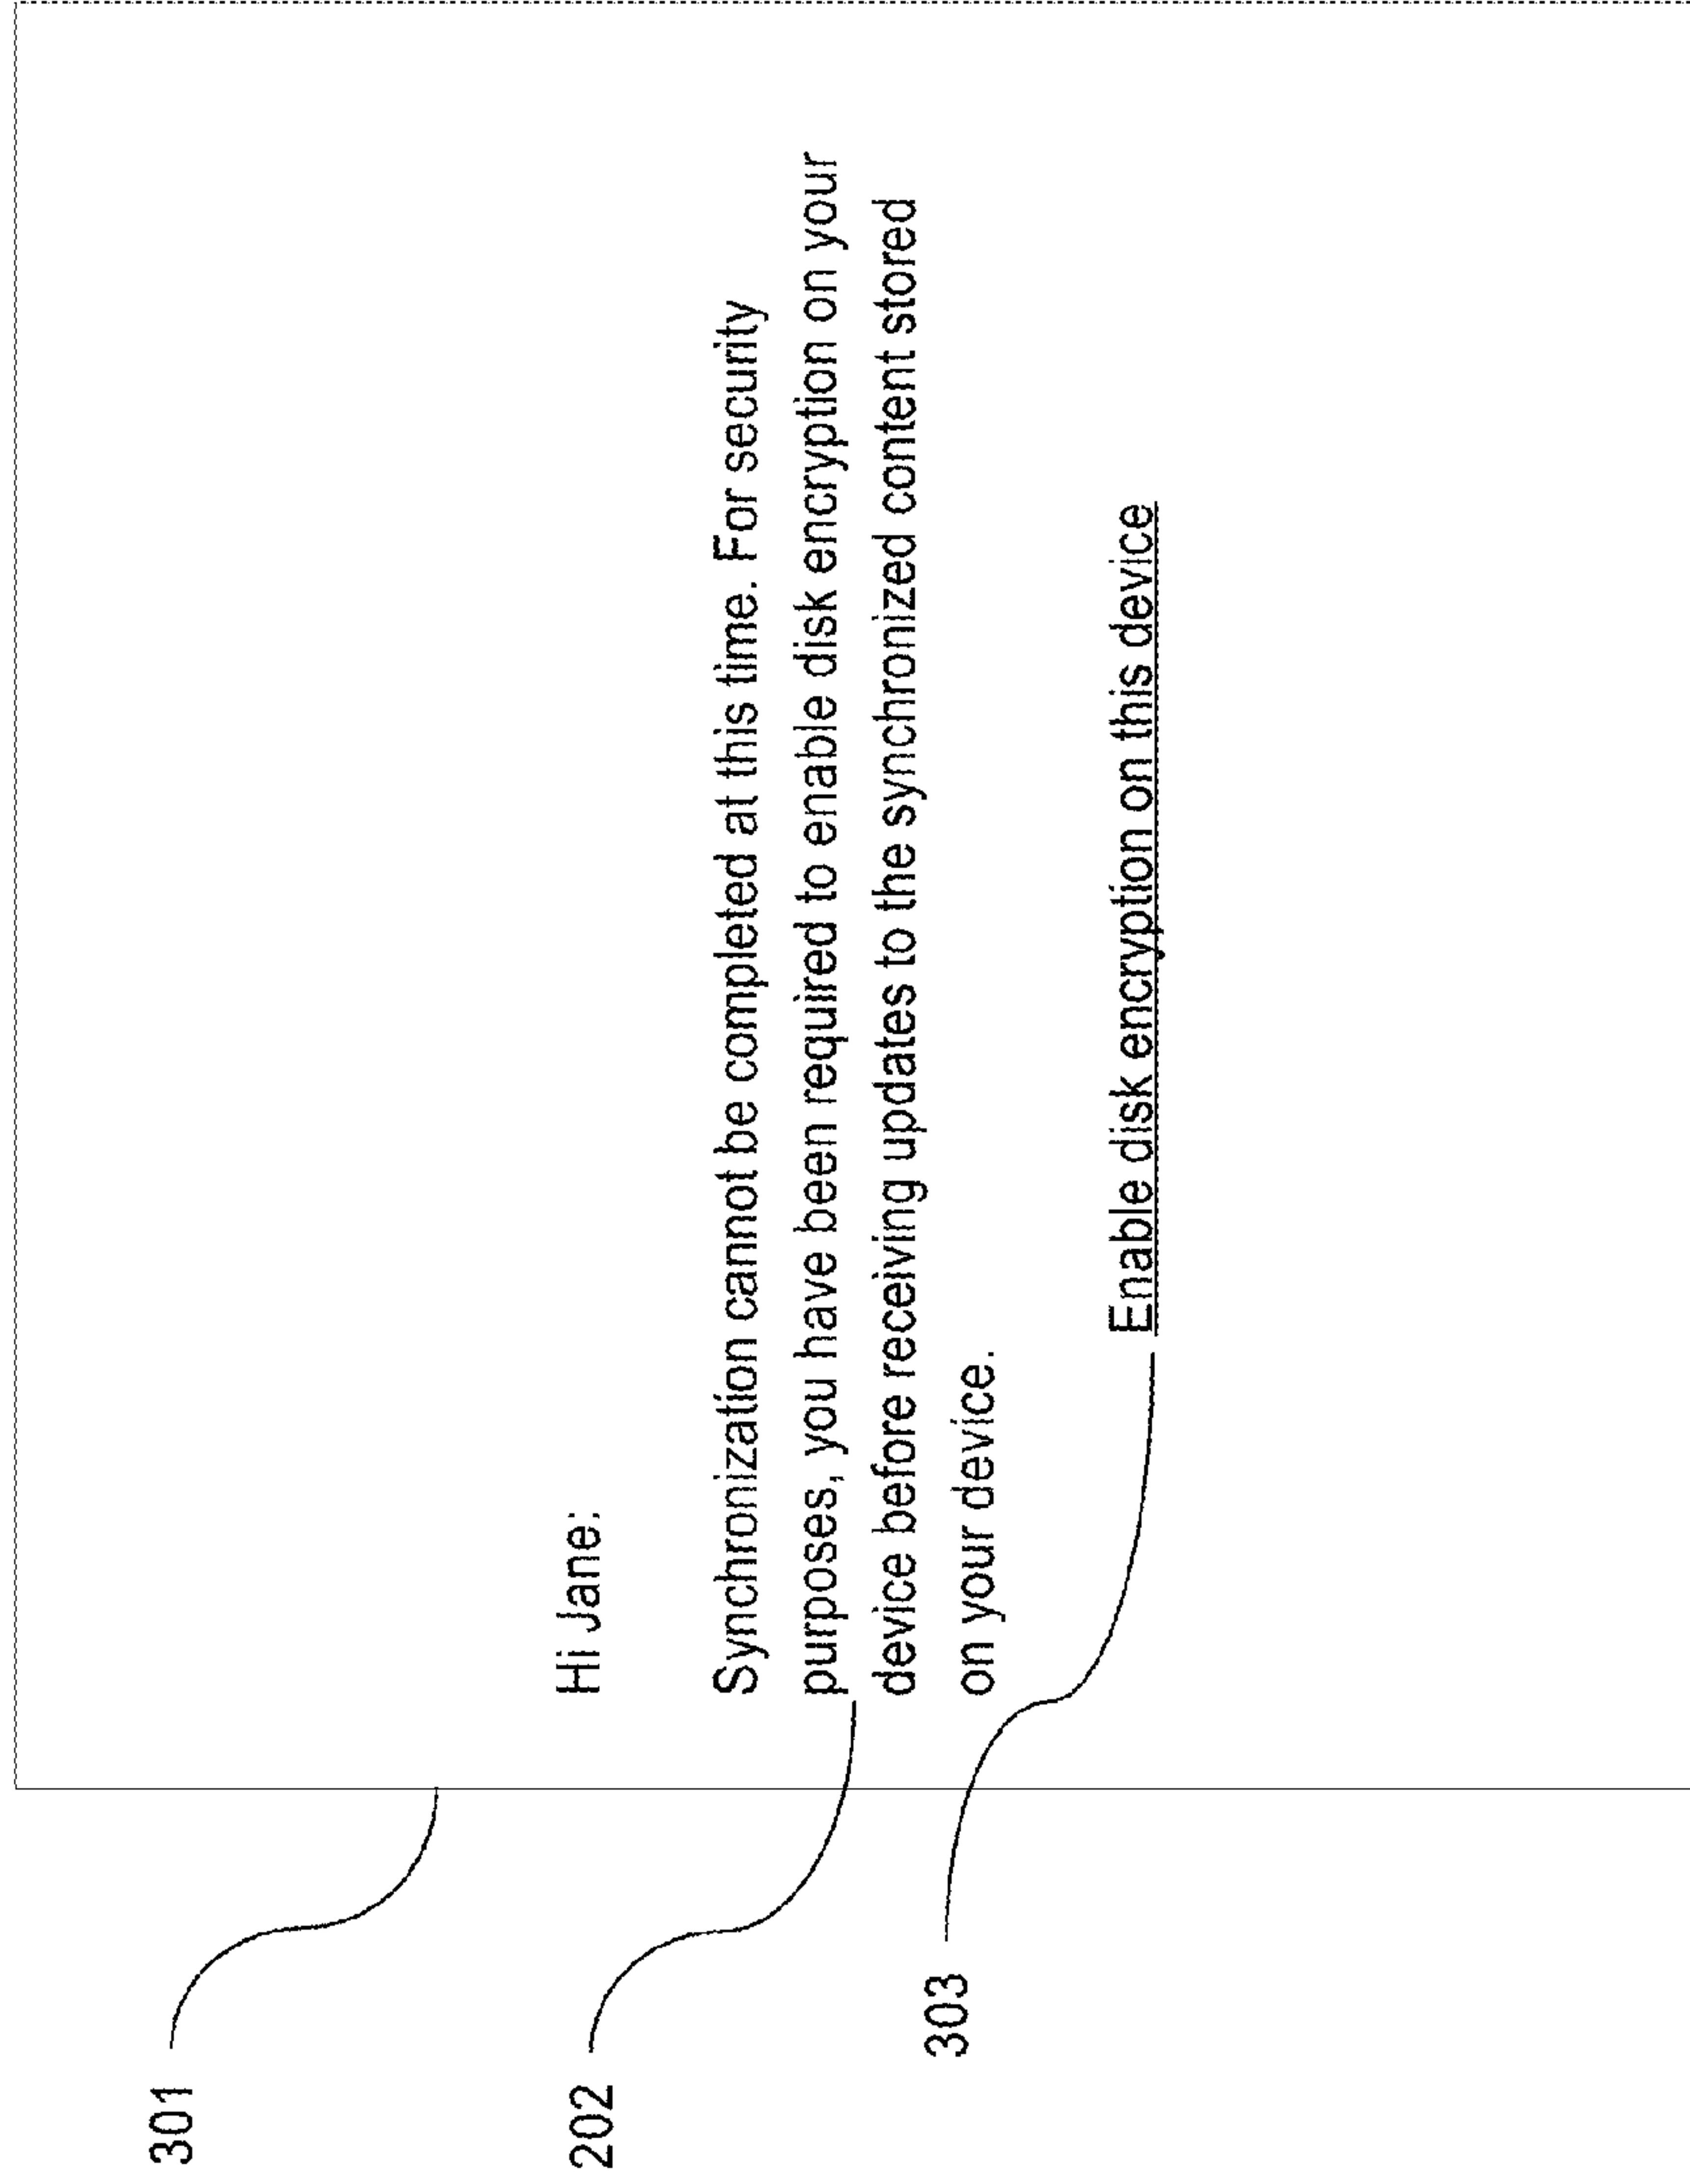 301
Hi Jane:
202
Synchronization cannot be completed at this time. For security
purposes, you have been required to enable disk encryption on your
device before receiving updates to the synchronized content stored
on your device.
303
Enable disk encryption on this device